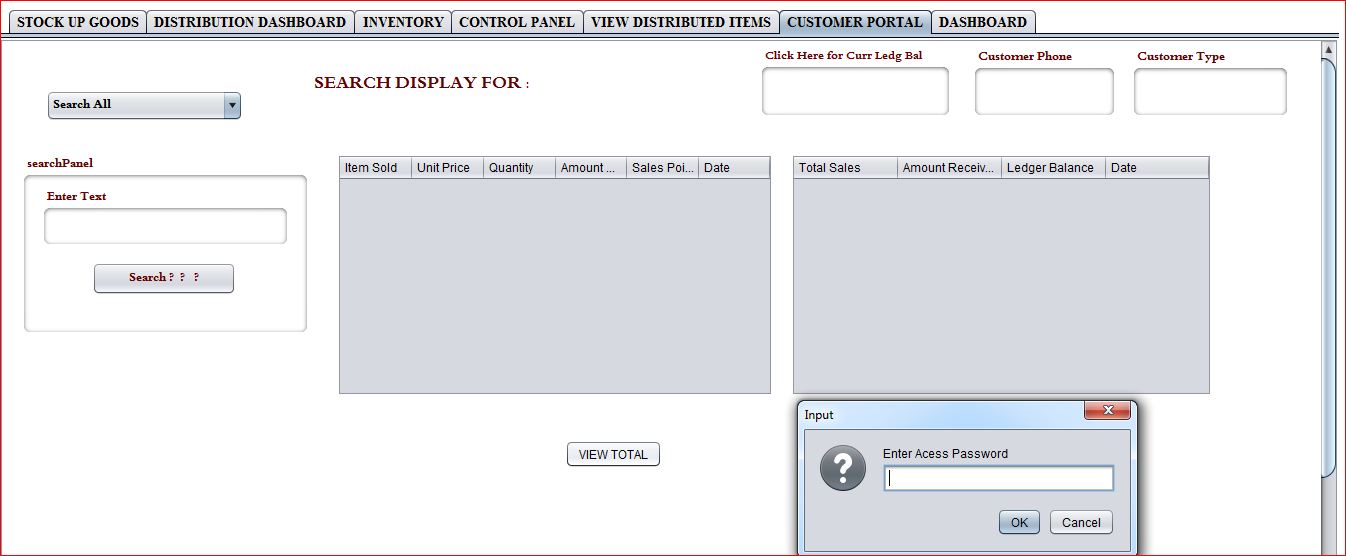 STOCK UP GOODS DISTRIBUTION DASHBOARD INVENTORY CONTROL PANEL VIEW DISTRIBUTED ITEMS CUSTOMER PORTAL DASHBOARD
Click Here for Curr Ledg Bal Customer Phone Customer Type
SEARCH DISPLAY FOR :
Search All
searchPanel
Enter Text
Search ? ? ?
Item Sold Unit Price Quantity Amount ... Sales Poi... Date
Total Sales Amount Receiv... Ledger Balance Date
VIEW TOTAL
Input
?
Enter Acess Password
OK Cancel